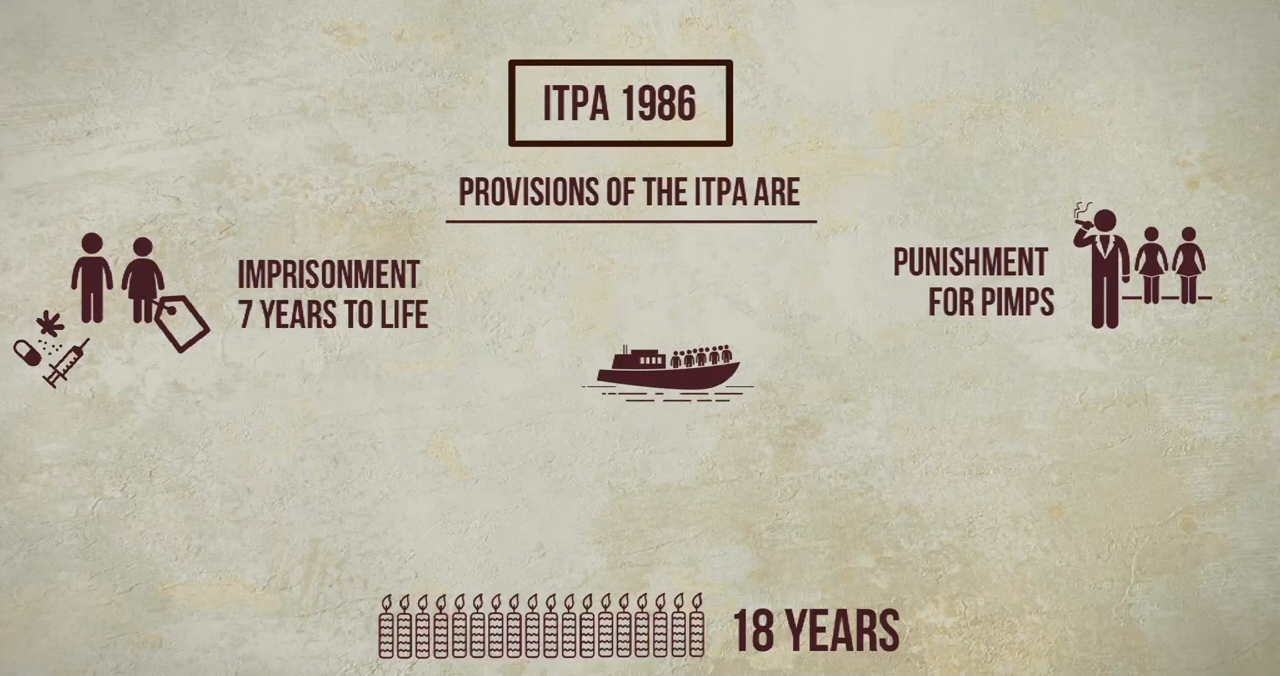 ITPA 1986
PROVISIONS OF THE ITPA ARE
IMPRISONMENT
7 YEARS TO LIFE
PUNISHMENT
FOR PIMPS
18 YEARS